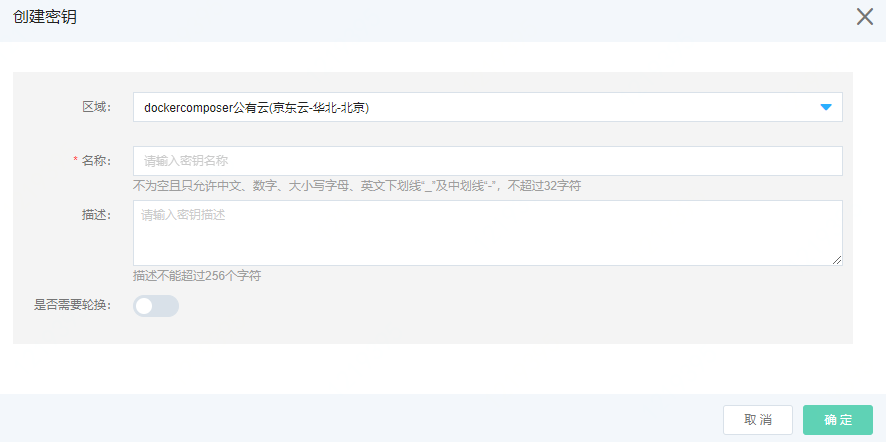 创建密钥
区域：
dockercomposer公有云(京东云-华北-北京)
* 名称：
请输入密钥名称
不为空且只允许中文、数字、大小写字母、英文下划线“_”及中划线“-”，不超过32字符
描述：
请输入密钥描述
描述不能超过256个字符
是否需要轮换：
取 消
确 定